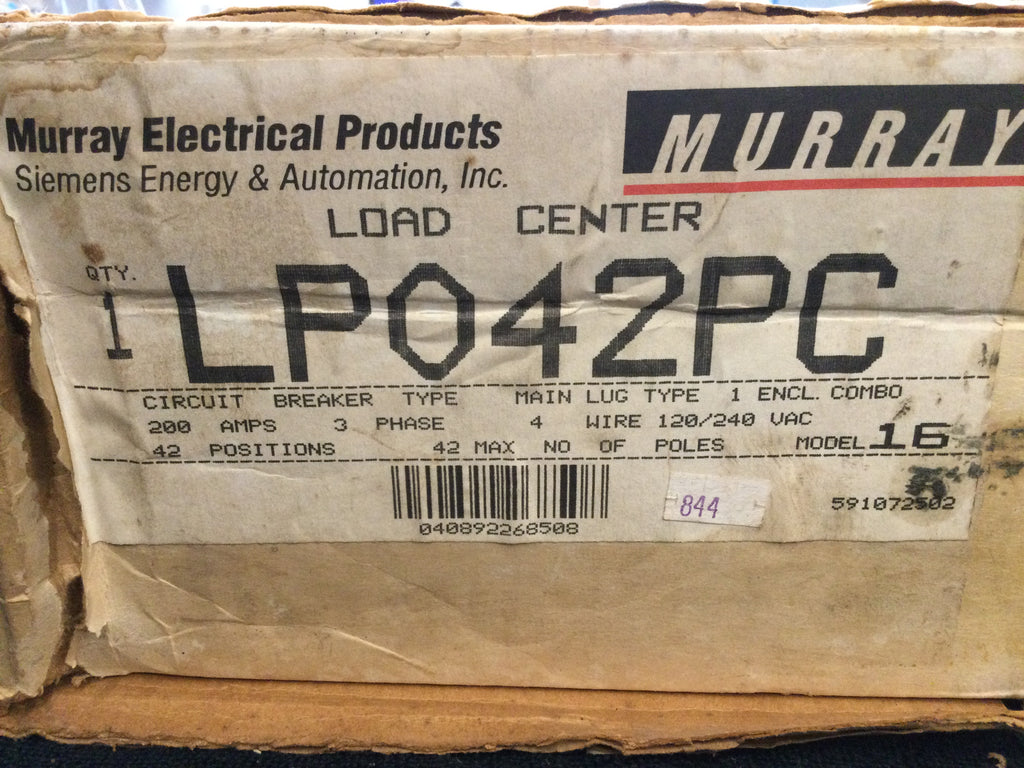 Murray Electrical Products
MURRAY
Siemens Energy & Automation, Inc.
LOAD CENTER
QTY.
1
LP042PC
CIRCUIT BREAKER TYPE MAIN LUG TYPE 1 ENCL. COMBO
200 AMPS 3 PHASE 4 WIRE 120/240 VAC
42 POSITIONS 42 MAX NO OF POLES MODEL 16
844
591072502
040892268508